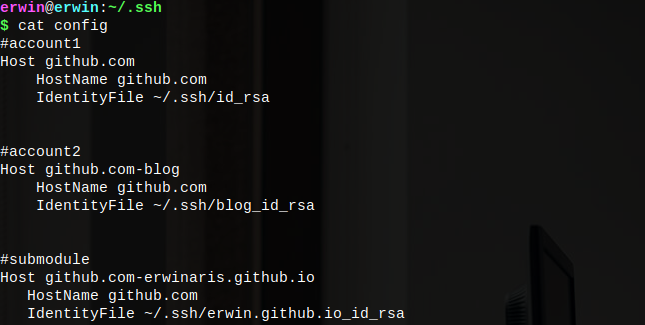 erwin@erwin:~/.ssh
$ cat config
#account1
Host github.com
    HostName github.com
    IdentityFile ~/.ssh/id_rsa
#account2
Host github.com-blog
    HostName github.com
    IdentityFile ~/.ssh/blog_id_rsa
#submodule
Host github.com-erwinaris.github.io
   HostName github.com
   IdentityFile ~/.ssh/erwin.github.io_id_rsa